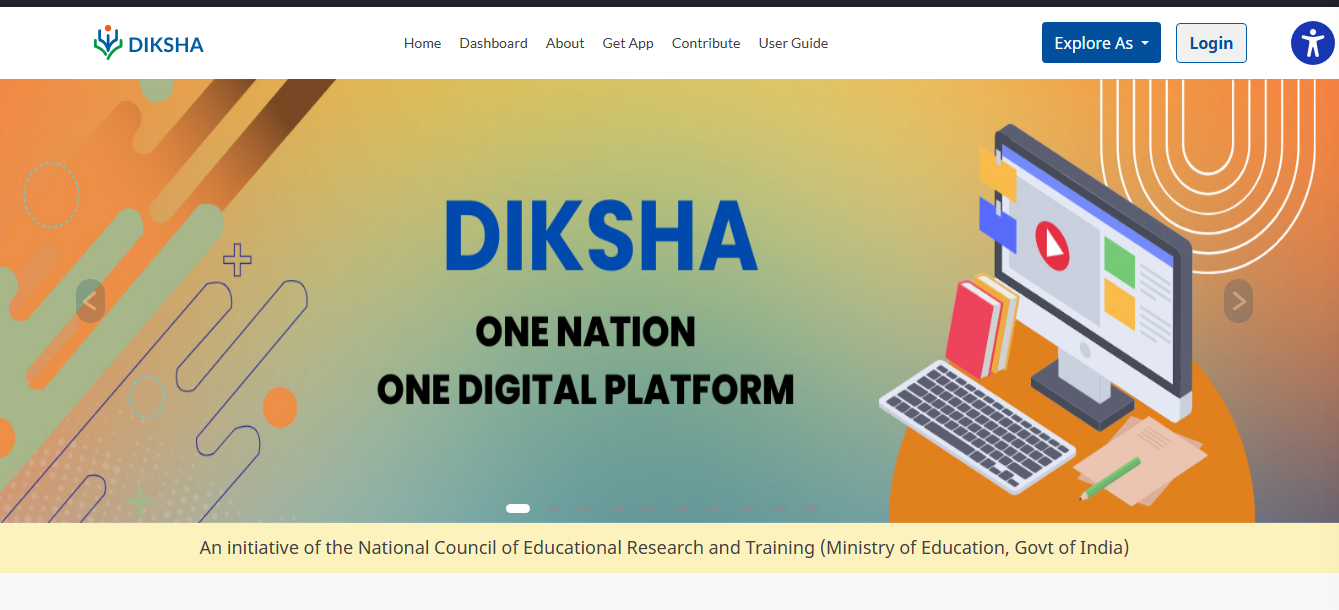 DIKSHA
Home Dashboard About Get App Contribute User Guide
Explore As
Login
DIKSHA
ONE NATION
ONE DIGITAL PLATFORM
An initiative of the National Council of Educational Research and Training (Ministry of Education, Govt of India)